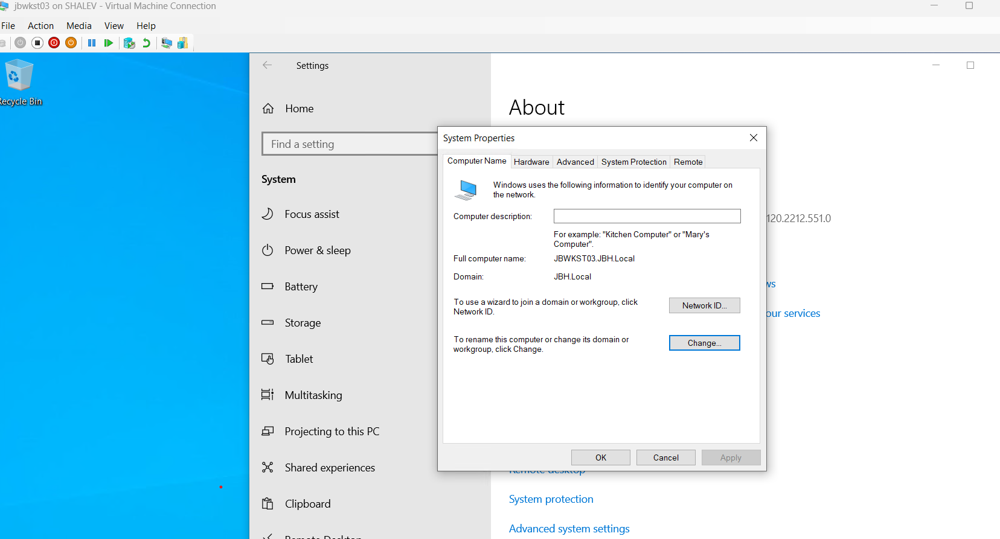 jbwkst03 on SHALEV - Virtual Machine Connection
File Action Media View Help
Recycle Bin
Settings
Home
Find a setting
System
Focus assist
Power & sleep
Battery
Storage
Tablet
Multitasking
Projecting to this PC
Shared experiences
Clipboard
Remote Desktop
About
System Properties
Computer Name Hardware Advanced System Protection Remote
Windows uses the following information to identify your computer on
the network.
Computer description:
For example: "Kitchen Computer" or "Mary's
Computer".
Full computer name: JBWKST03.JBH.Local
Domain: JBH.Local
To use a wizard to join a domain or workgroup, click
Network ID.
Network ID...
To rename this computer or change its domain or
workgroup, click Change.
Change...
OK Cancel Apply
120.2212.551.0
ws
our services
Remote desktop
System protection
Advanced system settings